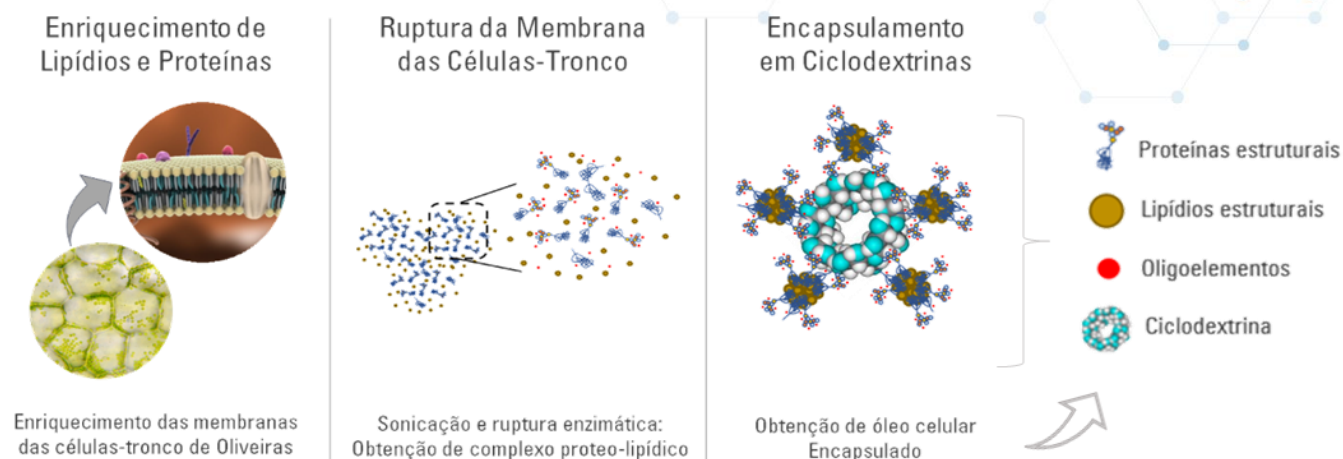 Enriquecimento de
Lipídios e Proteínas
Enriquecimento das membranas
das células-tronco de Oliveiras
Ruptura da Membrana
das Células-Tronco
Sonicação e ruptura enzimática:
Obtenção de complexo proteo-lipídico
Encapsulamento
em Ciclodextrinas
Obtenção de óleo celular
Encapsulado
Proteínas estruturais
Lipídios estruturais
Oligoelementos
Ciclodextrina